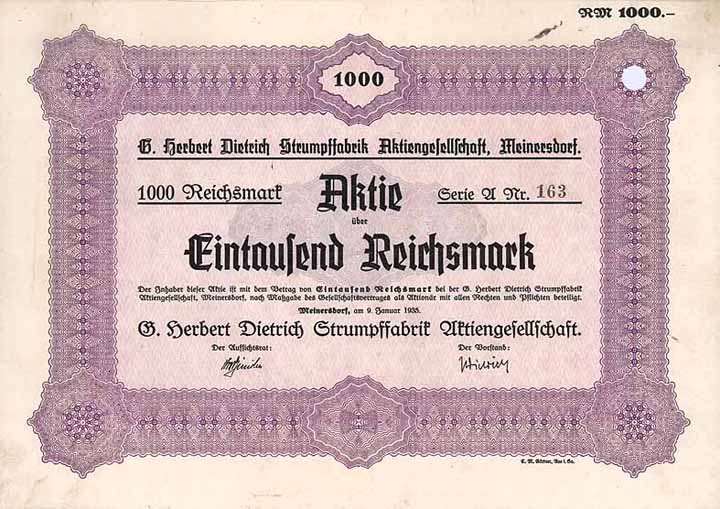 RM 1000.-
1000
G. Herbert Dietrich Strumpffabrik Aktiengesellschaft, Meinersdorf.
1000 Reichsmark Aktie Serie A Nr. 163
über
Eintausend Reichsmark
Der Inhaber dieser Aktie ist mit dem Betrag von Eintausend Reichsmark bei der G. Herbert Dietrich Strumpffabrik
Aktiengesellschaft, Meinersdorf, nach Maßgabe des Gesellschaftsvertrages als Aktionär mit allen Rechten und Pflichten beteiligt.
Meinersdorf, am 9. Januar 1935.
G. Herbert Dietrich Strumpffabrik Aktiengesellschaft.
Der Aufsichtsrat: Der Vorstand: